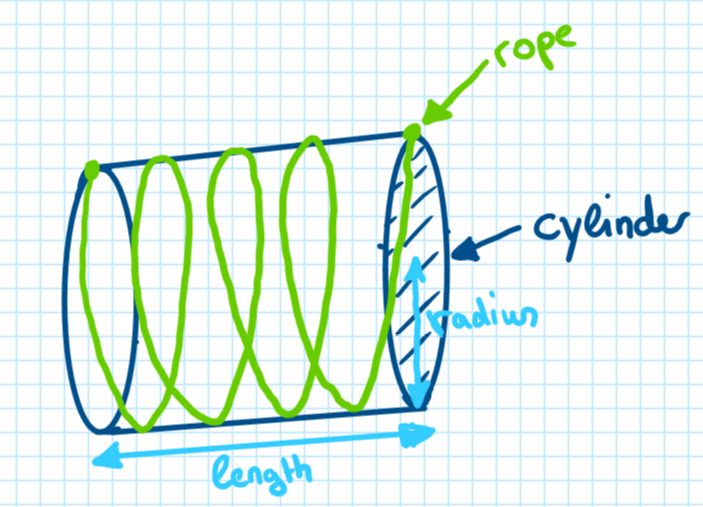 rope
cylinder
radius
length